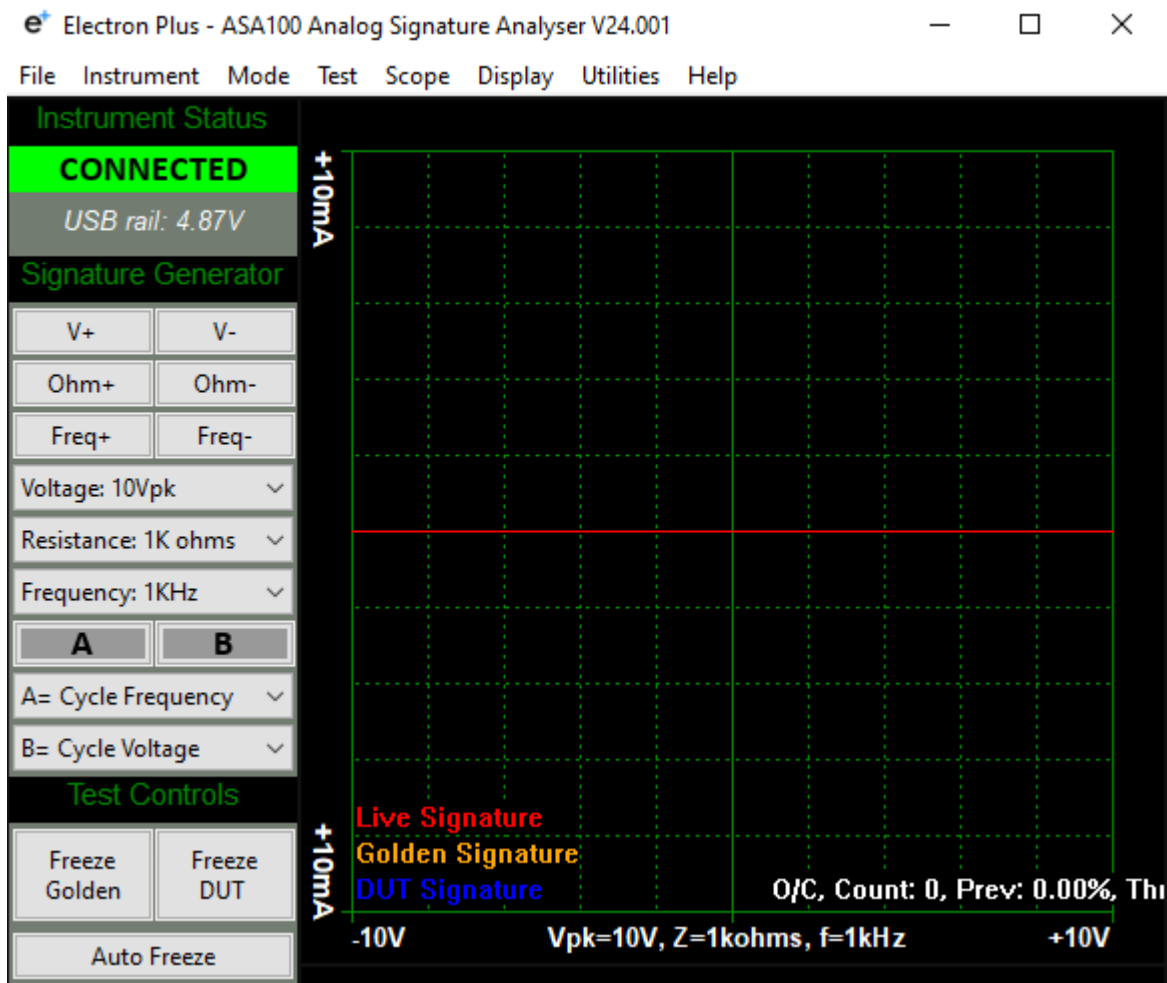 e+ Electron Plus - ASA100 Analog Signature Analyser V24.001
File Instrument Mode Test Scope Display Utilities Help
Instrument Status
CONNECTED
USB rail: 4.87V
Signature Generator
V+ V-
Ohm+ Ohm-
Freq+ Freq-
Voltage: 10Vpk
Resistance: 1K ohms
Frequency: 1KHz
A B
A= Cycle Frequency
B= Cycle Voltage
Test Controls
Freeze Golden
Freeze DUT
Auto Freeze
+10mA
Live Signature
Golden Signature
DUT Signature
O/C, Count: 0, Prev: 0.00%,
+10mA
-10V Vpk=10V, Z=1kohms, f=1kHz +10V